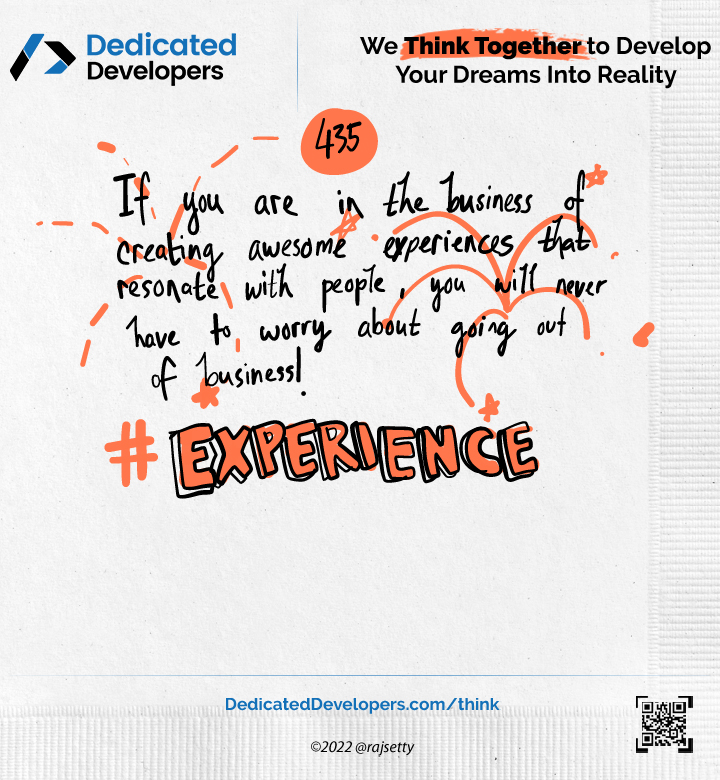 Dedicated
Developers
We Think Together to Develop
Your Dreams Into Reality
435
If you are in the business of
creating awesome experiences that
resonate with people, you will never
have to worry about going out
of business!
#EXPERIENCE
DedicatedDevelopers.com/think
©2022 @rajsetty